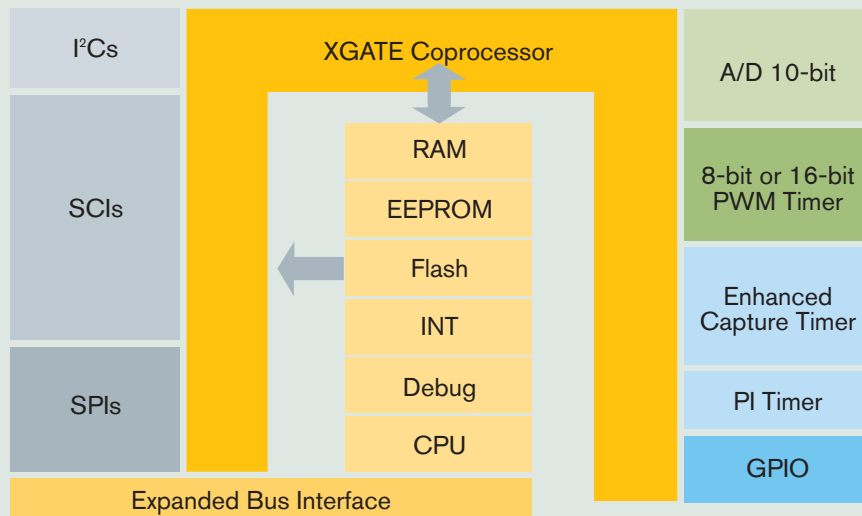 I²Cs
SCIs
SPIs
XGATE Coprocessor
RAM
EEPROM
Flash
INT
Debug
CPU
Expanded Bus Interface
A/D 10-bit
8-bit or 16-bit
PWM Timer
Enhanced
Capture Timer
PI Timer
GPIO